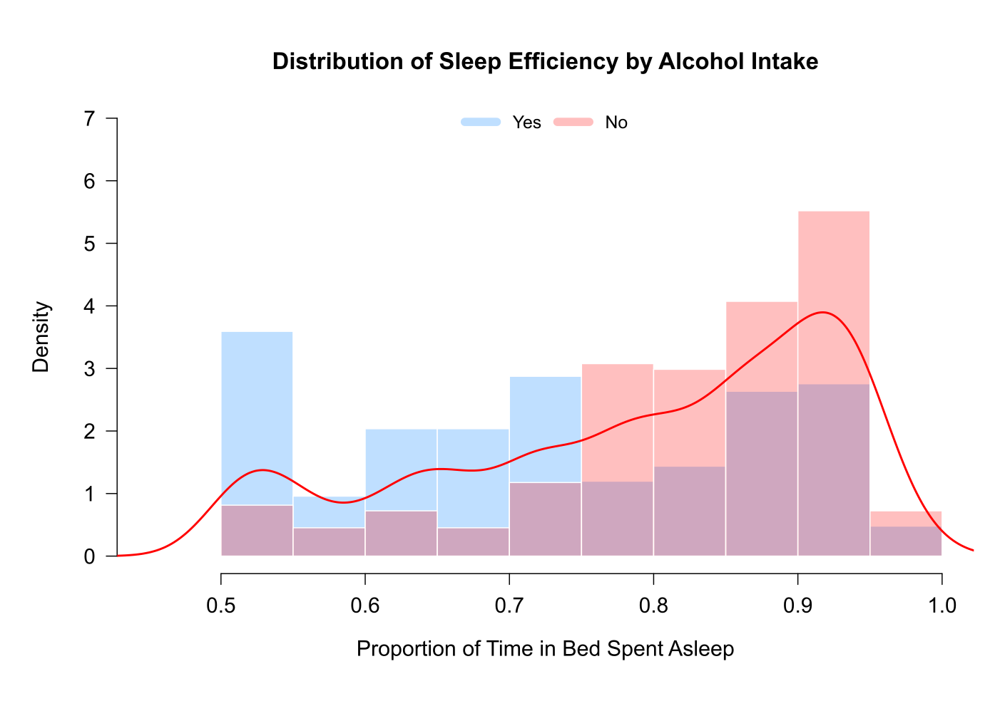 Distribution of Sleep Efficiency by Alcohol Intake
Yes No
7
6
5
4
3
2
1
0
Density
0.5 0.6 0.7 0.8 0.9 1.0
Proportion of Time in Bed Spent Asleep